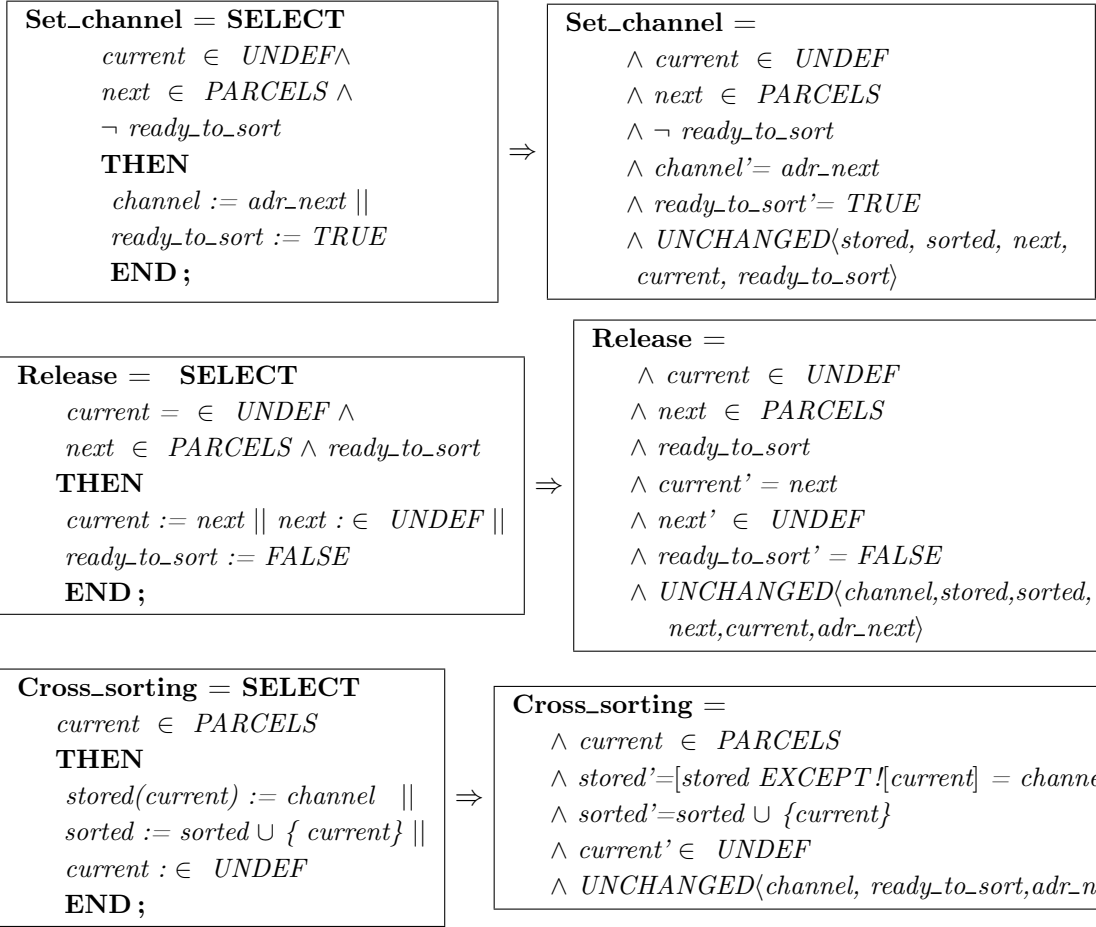 Set_channel = SELECT
current ∈ UNDEF∧
next ∈ PARCELS ∧
¬ ready_to_sort
THEN
channel := adr_next ||
ready_to_sort := TRUE
END ;
⇒
Set_channel =
∧ current ∈ UNDEF
∧ next ∈ PARCELS
∧ ¬ ready_to_sort
∧ channel'= adr_next
∧ ready_to_sort'= TRUE
∧ UNCHANGED⟨stored, sorted, next,
current, ready_to_sort⟩
Release = SELECT
current = ∈ UNDEF ∧
next ∈ PARCELS ∧ ready_to_sort
THEN
current := next || next : ∈ UNDEF ||
ready_to_sort := FALSE
END ;
⇒
Release =
∧ current ∈ UNDEF
∧ next ∈ PARCELS
∧ ready_to_sort
∧ current' = next
∧ next' ∈ UNDEF
∧ ready_to_sort' = FALSE
∧ UNCHANGED⟨channel,stored,sorted,
next,current,adr_next⟩
Cross_sorting = SELECT
current ∈ PARCELS
THEN
stored(current) := channel ||
sorted := sorted ∪ { current} ||
current : ∈ UNDEF
END ;
⇒
Cross_sorting =
∧ current ∈ PARCELS
∧ stored'=[stored EXCEPT ![current] = channe
∧ sorted'=sorted ∪ {current}
∧ current' ∈ UNDEF
∧ UNCHANGED⟨channel, ready_to_sort,adr_n